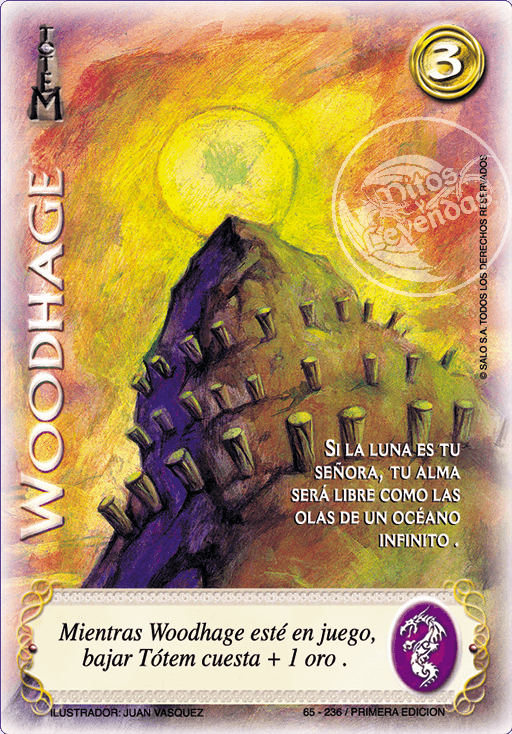 TOTEM
3
WOODHAGE
Mitos
y
Leyendas
© SALO S.A. TODOS LOS DERECHOS RESERVADOS
SI LA LUNA ES TU
SEÑORA, TU ALMA
SERÁ LIBRE COMO LAS
OLAS DE UN OCÉANO
INFINITO .
Mientras Woodhage esté en juego,
bajar Tótem cuesta + 1 oro .
ILUSTRADOR: JUAN VASQUEZ
65 - 236 / PRIMERA EDICION